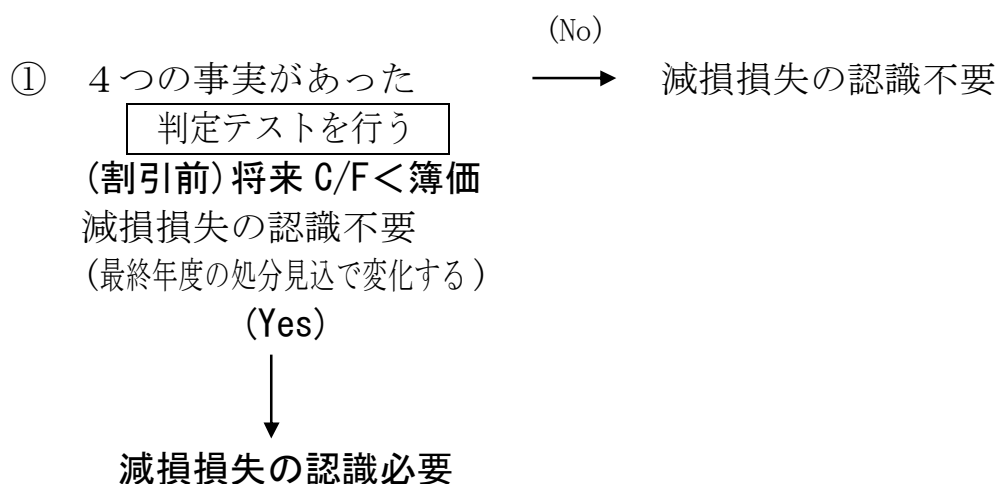 (No)
① ４つの事実があった 減損損失の認識不要
判定テストを行う
(割引前)将来 C/F＜簿価
減損損失の認識不要
(最終年度の処分見込で変化する)
(Yes)
減損損失の認識必要